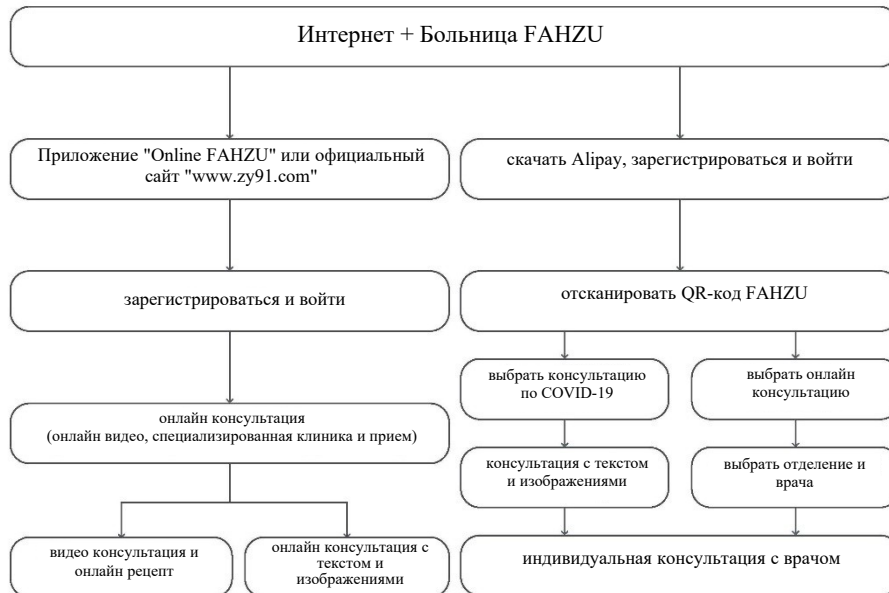 Интернет + Больница FAHZU
Приложение "Online FAHZU" или официальный
сайт "www.zy91.com"
скачать Alipay, зарегистрироваться и войти
зарегистрироваться и войти
отсканировать QR-код FAHZU
выбрать консультацию
по COVID-19
выбрать онлайн
консультацию
онлайн консультация
(онлайн видео, специализированная клиника и прием)
консультация с текстом
и изображениями
выбрать отделение и
врача
видео консультация и
онлайн рецепт
онлайн консультация с
текстом и
изображениями
индивидуальная консультация с врачом